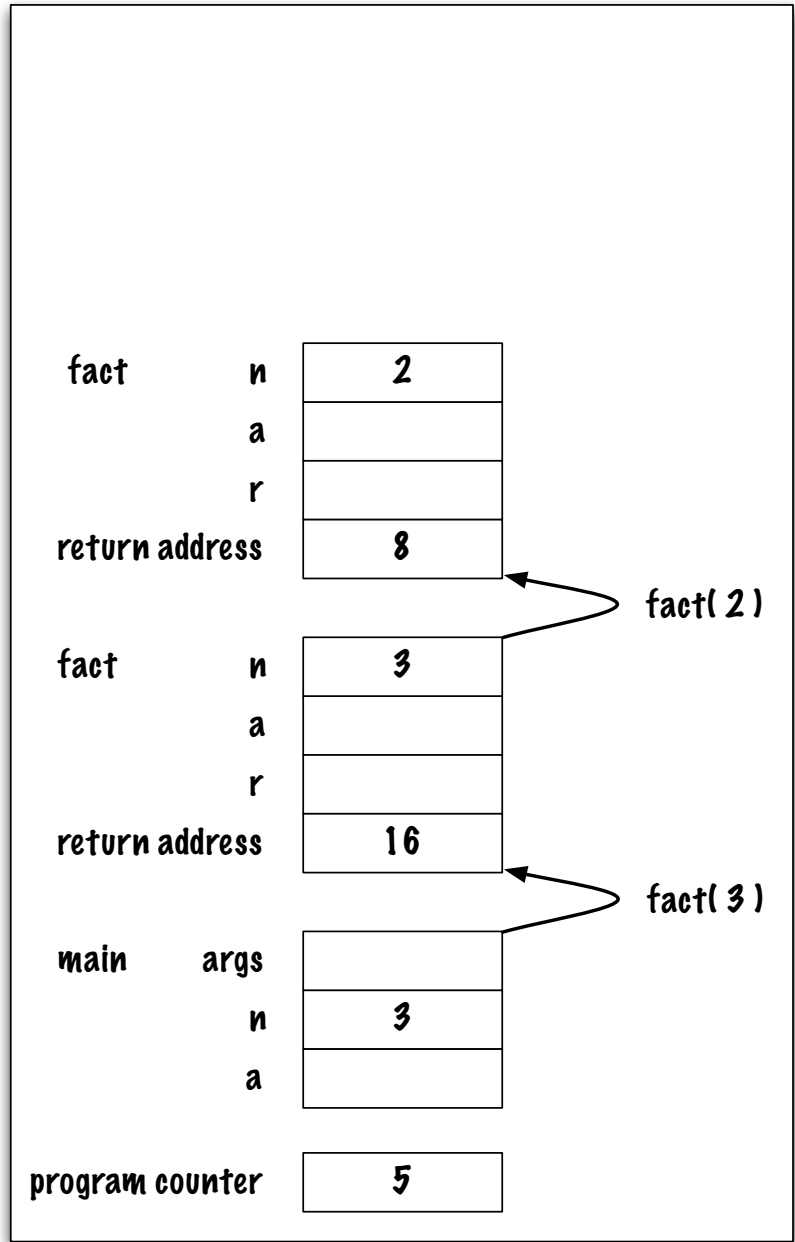 fact n 2
a
r
return address 8
fact( 2 )
fact n 3
a
r
return address 16
fact( 3 )
main args
n 3
a
program counter 5